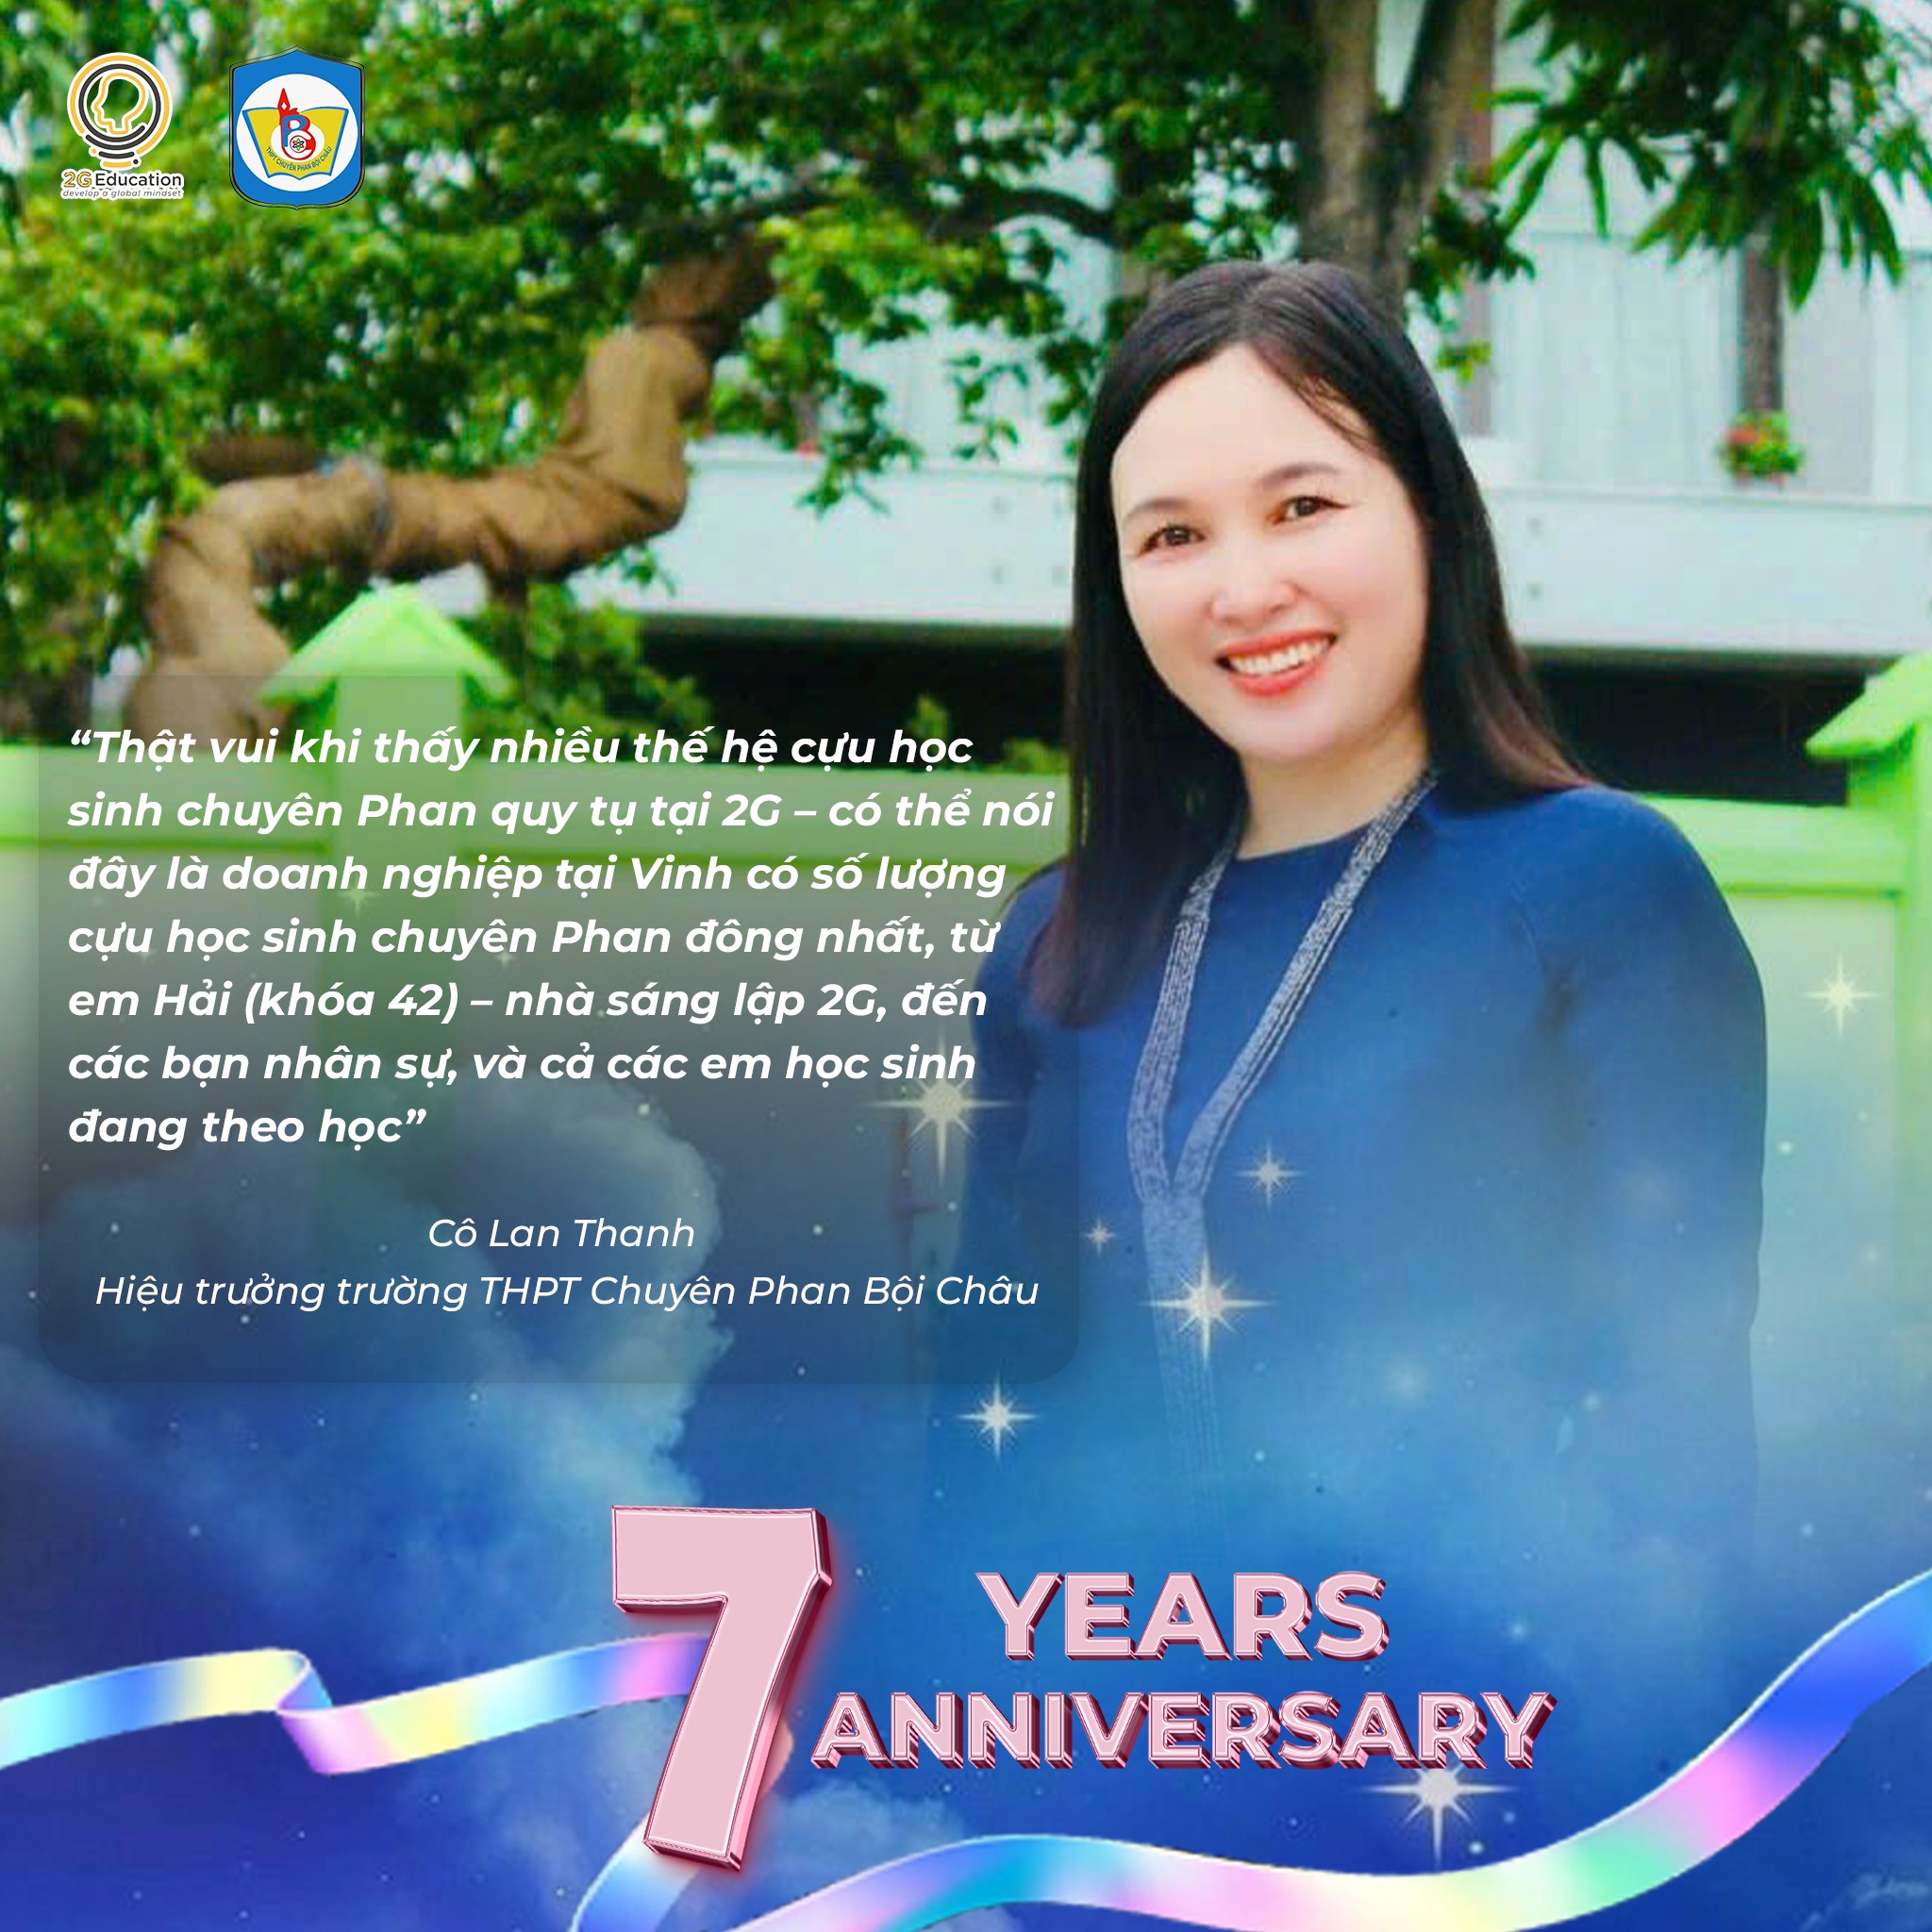 2G Education
develop a global mindset
PBC
THPT CHUYÊN PHAN BỘI CHÂU
“Thật vui khi thấy nhiều thế hệ cựu học
sinh chuyên Phan quy tụ tại 2G – có thể nói
đây là doanh nghiệp tại Vinh có số lượng
cựu học sinh chuyên Phan đông nhất, từ
em Hải (khóa 42) – nhà sáng lập 2G, đến
các bạn nhân sự, và cả các em học sinh
đang theo học”
Cô Lan Thanh
Hiệu trưởng trường THPT Chuyên Phan Bội Châu
7 YEARS
ANNIVERSARY